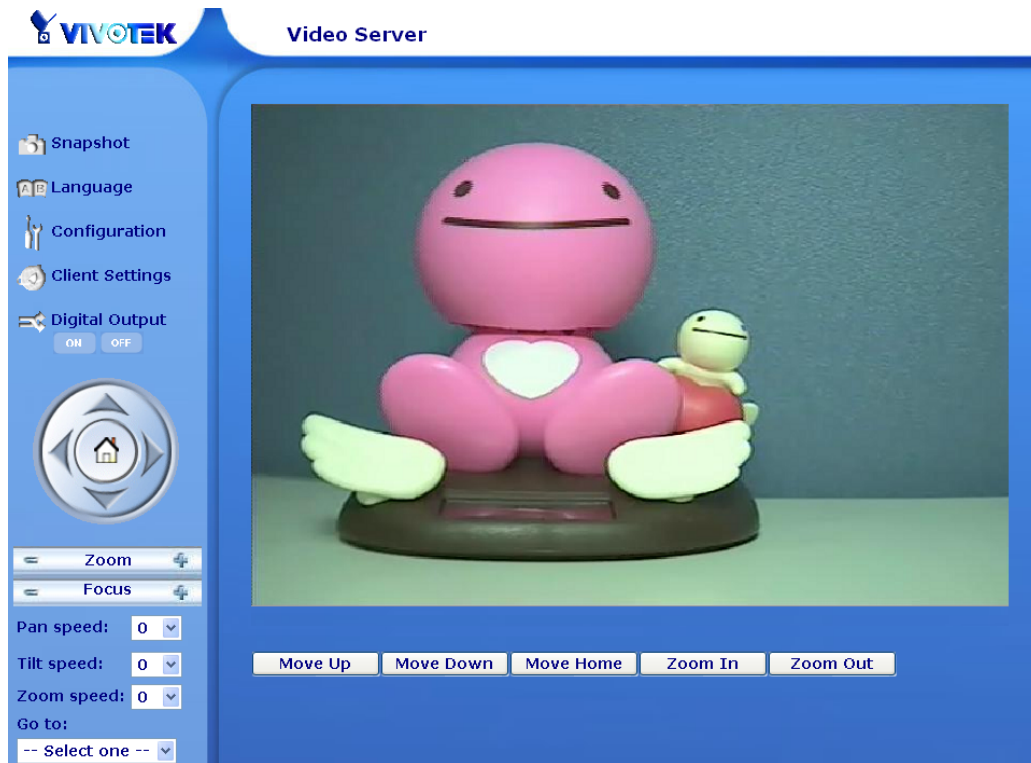 VIVOTEK
Video Server
Snapshot
A B Language
Configuration
Client Settings
Digital Output
ON OFF
Zoom
Focus
Pan speed: 0
Tilt speed: 0
Zoom speed: 0
Go to:
-- Select one --
Move Up Move Down Move Home Zoom In Zoom Out